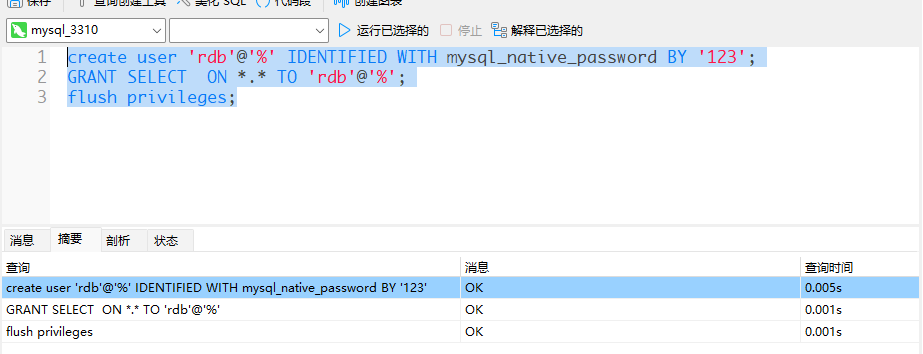 保存 查询创建工具 美化 SQL 代码段 创建图表
mysql_3310 运行已选择的 停止 解释已选择的
1 create user 'rdb'@'%' IDENTIFIED WITH mysql_native_password BY '123';
2 GRANT SELECT  ON *.* TO 'rdb'@'%';
3 flush privileges;
消息 摘要 剖析 状态
查询 消息 查询时间
create user 'rdb'@'%' IDENTIFIED WITH mysql_native_password BY '123' OK 0.005s
GRANT SELECT  ON *.* TO 'rdb'@'%' OK 0.001s
flush privileges OK 0.001s